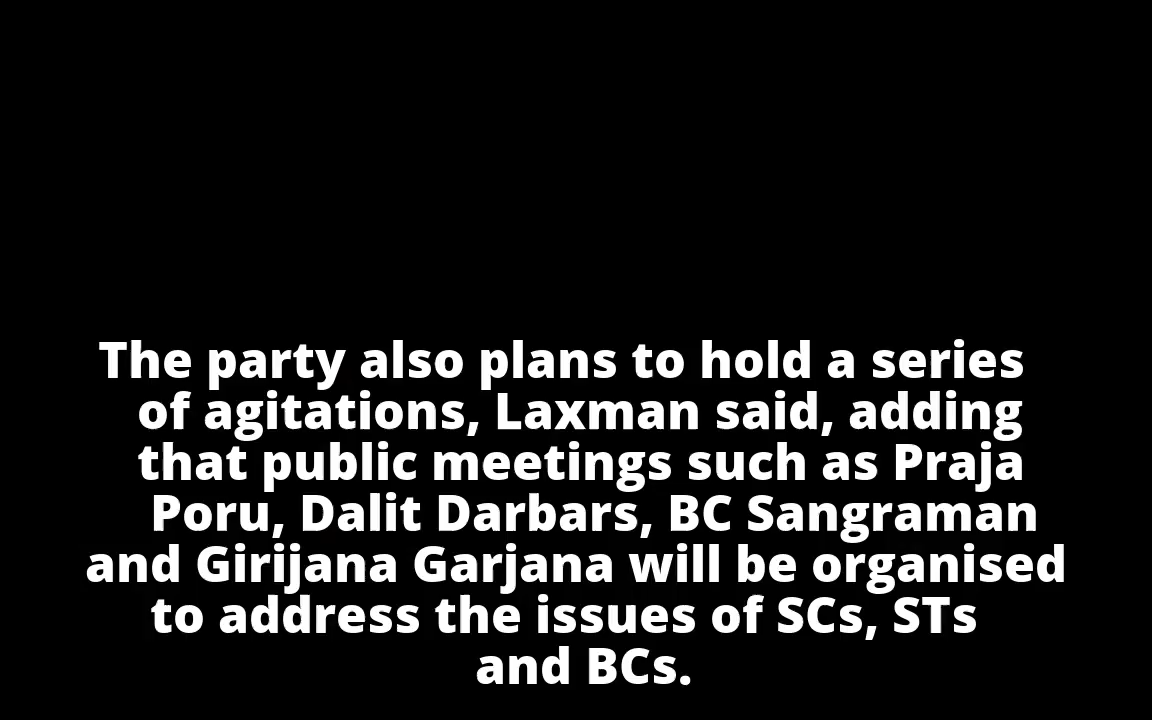 The party also plans to hold a series
of agitations, Laxman said, adding
that public meetings such as Praja
Poru, Dalit Darbars, BC Sangraman
and Girijana Garjana will be organised
to address the issues of SCs, STs
and BCs.